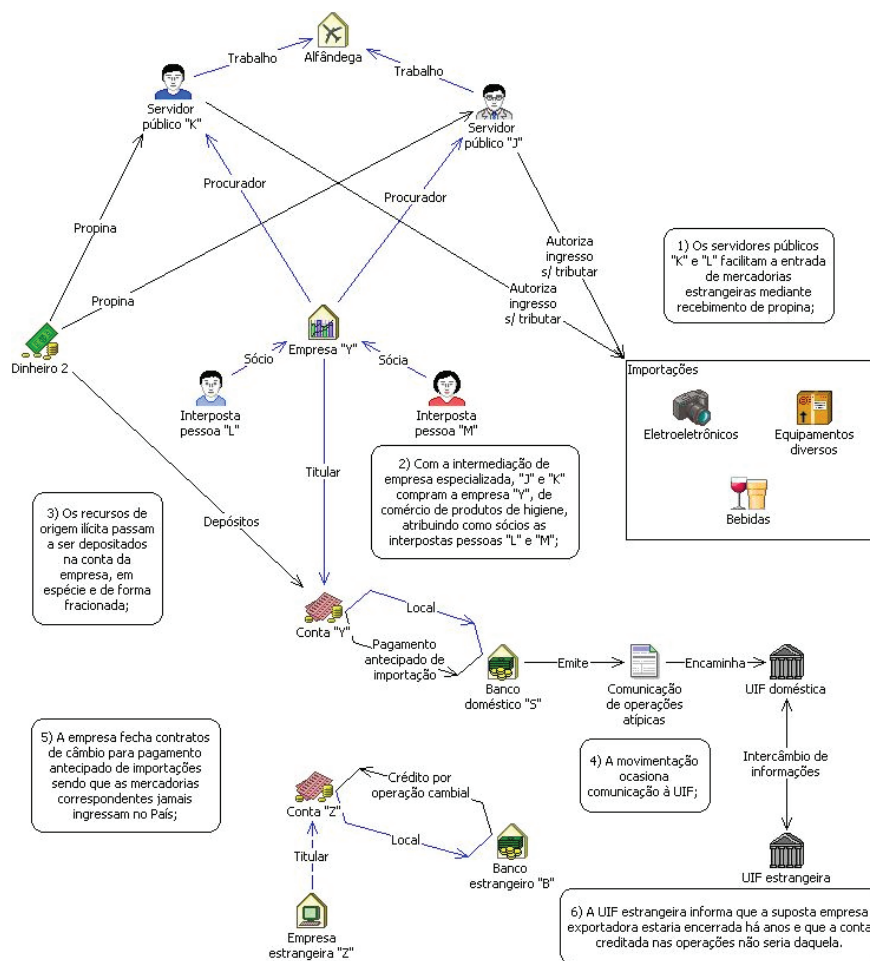 Trabalho
Alfândega
Trabalho
Servidor
público "K"
Servidor
público "J"
Procurador
Procurador
Propina
Propina
Autoriza
ingresso
s/ tributar
Autoriza
ingresso
s/ tributar
1) Os servidores públicos
"K" e "L" facilitam a entrada
de mercadorias
estrangeiras mediante
recebimento de propina;
Dinheiro 2
Empresa "Y"
Sócio
Sócia
Interposta
pessoa "L"
Interposta
pessoa "M"
Importações
Eletroeletrônicos
Equipamentos
diversos
Bebidas
Titular
2) Com a intermediação de
empresa especializada, "J" e "K"
compram a empresa "Y", de
comércio de produtos de higiene,
atribuindo como sócios as
interpostas pessoas "L" e "M";
3) Os recursos de
origem ilícita passam
a ser depositados
na conta da
empresa, em
espécie e de forma
fracionada;
Depósitos
Conta "Y"
Local
Pagamento
antecipado de
importação
Banco
doméstico "S"
Emite
Comunicação
de operações
atípicas
Encaminha
UIF doméstica
5) A empresa fecha contratos
de câmbio para pagamento
antecipado de importações
sendo que as mercadorias
correspondentes jamais
ingressam no País;
4) A movimentação
ocasiona
comunicação à UIF;
Intercâmbio de
informações
Crédito por
operação cambial
Conta "Z"
Local
Banco
estrangeiro "B"
Titular
Empresa
estrangeira "Z"
UIF estrangeira
6) A UIF estrangeira informa que a suposta empresa
exportadora estaria encerrada há anos e que a conta
creditada nas operações não seria daquela.